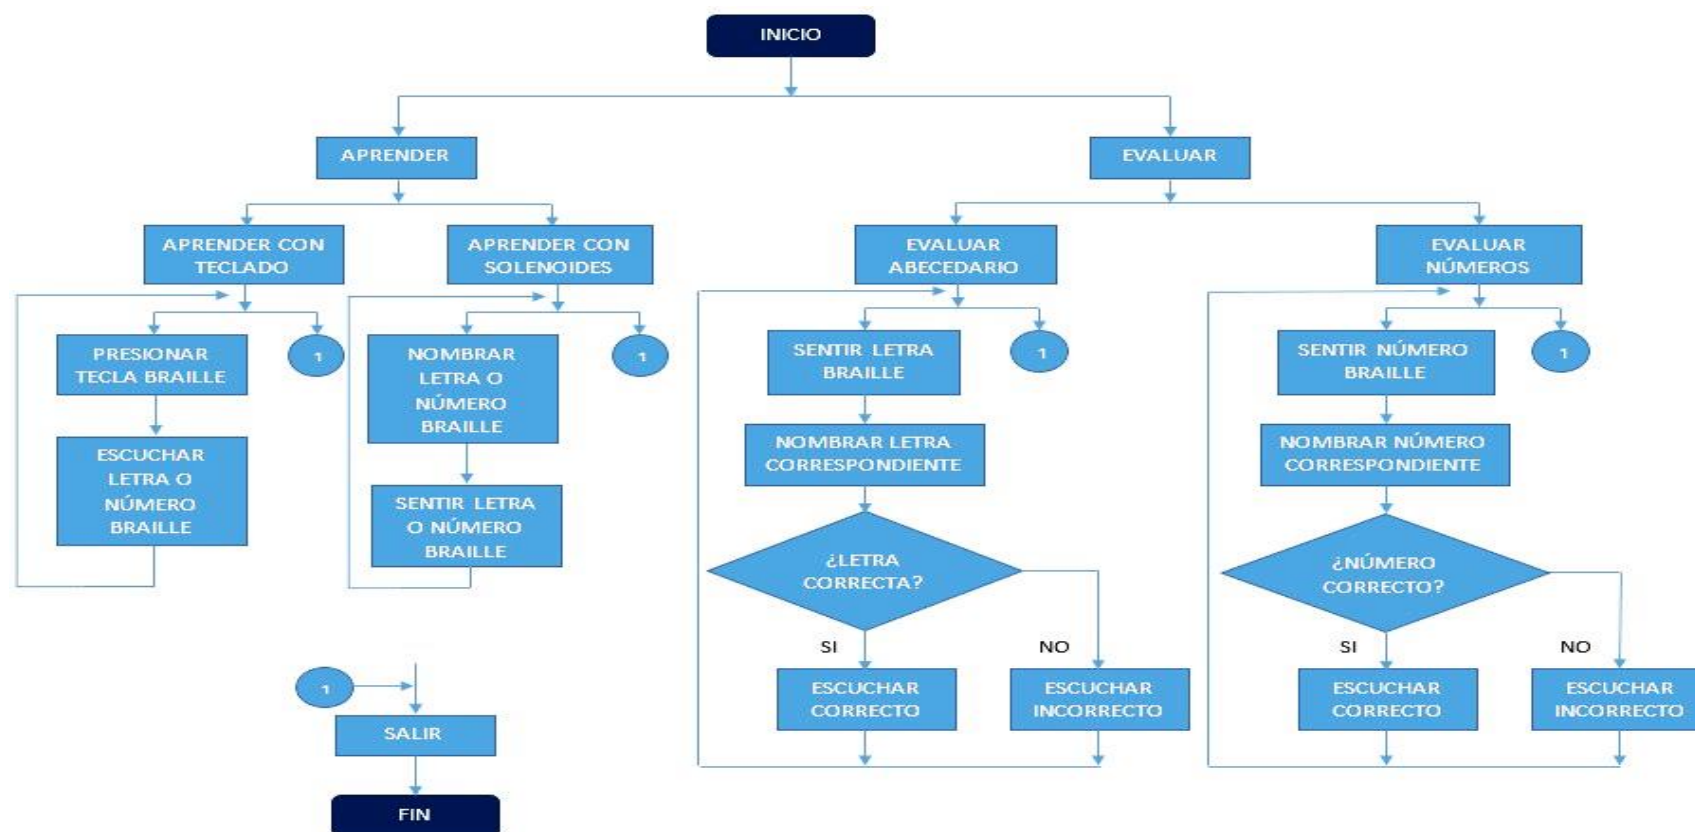 INICIO
APRENDER
EVALUAR
APRENDER CON
TECLADO
APRENDER CON
SOLENOIDES
EVALUAR
ABECEDARIO
EVALUAR
NÚMEROS
PRESIONAR
TECLA BRAILLE
1
NOMBRAR
LETRA O
NÚMERO
BRAILLE
1
SENTIR LETRA
BRAILLE
1
SENTIR NÚMERO
BRAILLE
1
ESCUCHAR
LETRA O
NÚMERO
BRAILLE
SENTIR LETRA
O NÚMERO
BRAILLE
NOMBRAR LETRA
CORRESPONDIENTE
NOMBRAR NÚMERO
CORRESPONDIENTE
¿LETRA
CORRECTA?
¿NÚMERO
CORRECTO?
SI
NO
SI
NO
1
ESCUCHAR
CORRECTO
ESCUCHAR
INCORRECTO
ESCUCHAR
CORRECTO
ESCUCHAR
INCORRECTO
SALIR
FIN